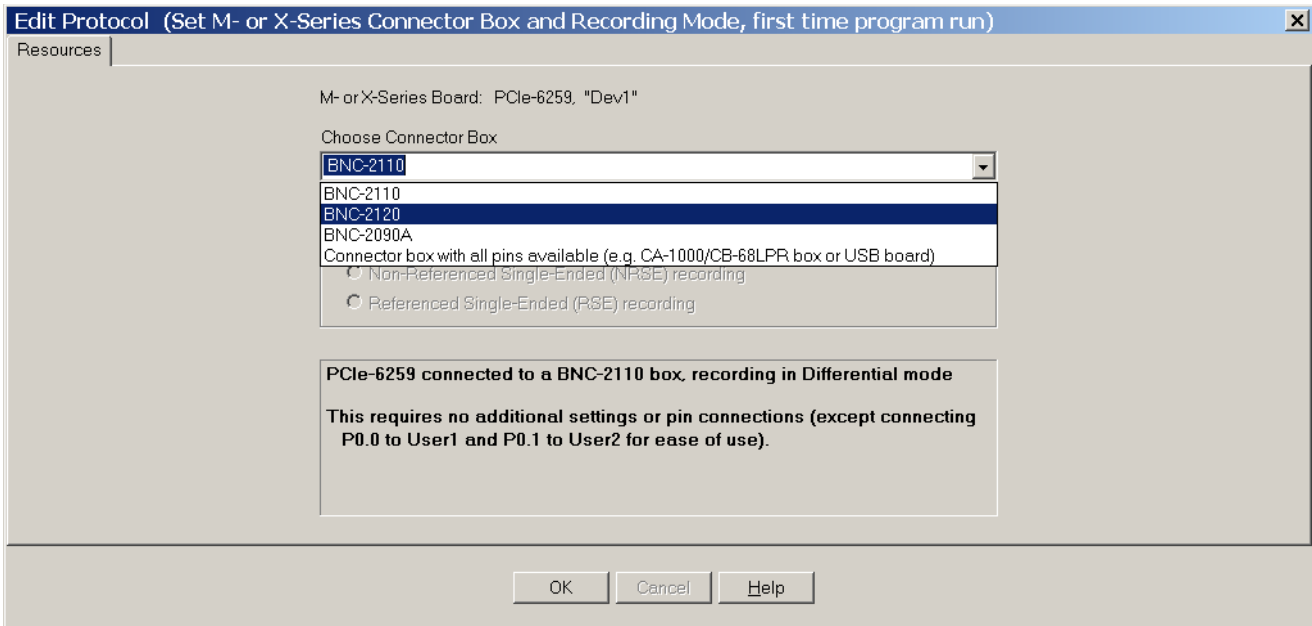 Edit Protocol (Set M- or X-Series Connector Box and Recording Mode, first time program run)
Resources
M- or X-Series Board: PCIe-6259, "Dev1"
Choose Connector Box
BNC-2110
BNC-2110
BNC-2120
BNC-2090A
Connector box with all pins available (e.g. CA-1000/CB-68LPR box or USB board)
Non-Referenced Single-Ended (NRSE) recording
Referenced Single-Ended (RSE) recording
PCIe-6259 connected to a BNC-2110 box, recording in Differential mode
This requires no additional settings or pin connections (except connecting
P0.0 to User1 and P0.1 to User2 for ease of use).
OK Cancel Help